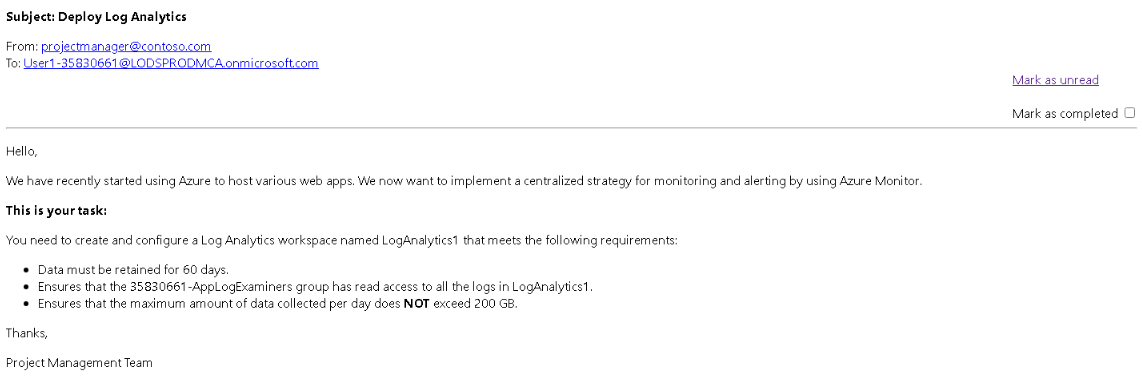 Subject: Deploy Log Analytics
From: projectmanager@contoso.com
To: User1-35830661@LODSPRODMCA.onmicrosoft.com
Mark as unread
Mark as completed
Hello,
We have recently started using Azure to host various web apps. We now want to implement a centralized strategy for monitoring and alerting by using Azure Monitor.
This is your task:
You need to create and configure a Log Analytics workspace named LogAnalytics1 that meets the following requirements:
• Data must be retained for 60 days.
• Ensures that the 35830661-AppLogExaminers group has read access to all the logs in LogAnalytics1.
• Ensures that the maximum amount of data collected per day does NOT exceed 200 GB.
Thanks,
Project Management Team